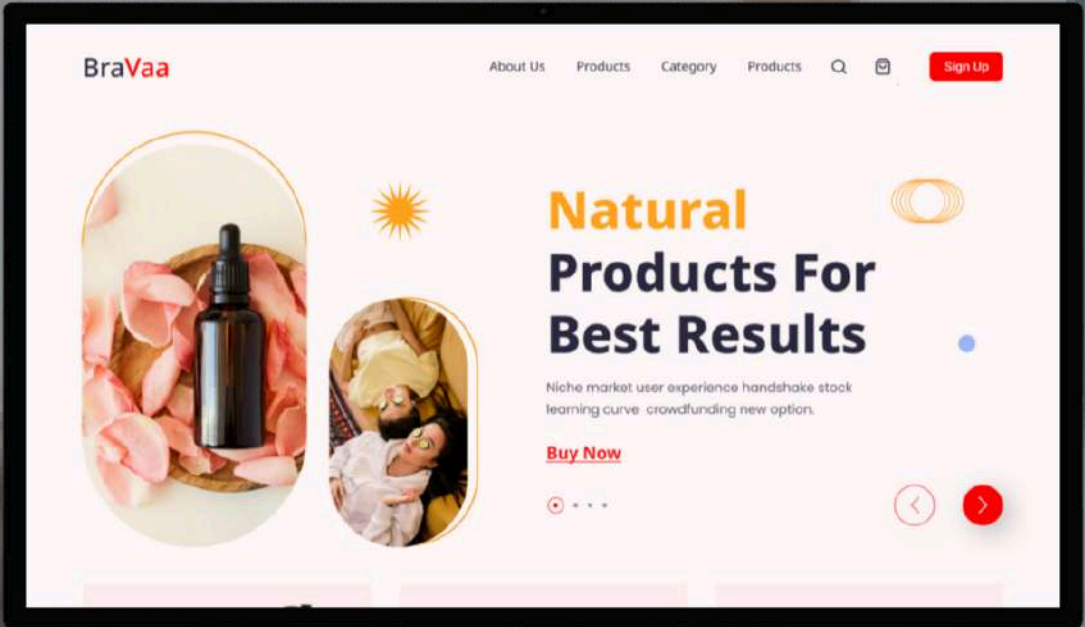 BraVaa
About Us Products Category Products Sign Up
Natural
Products For
Best Results
Niche market user experience handshake stock
learning curve crowdfunding new option.
Buy Now